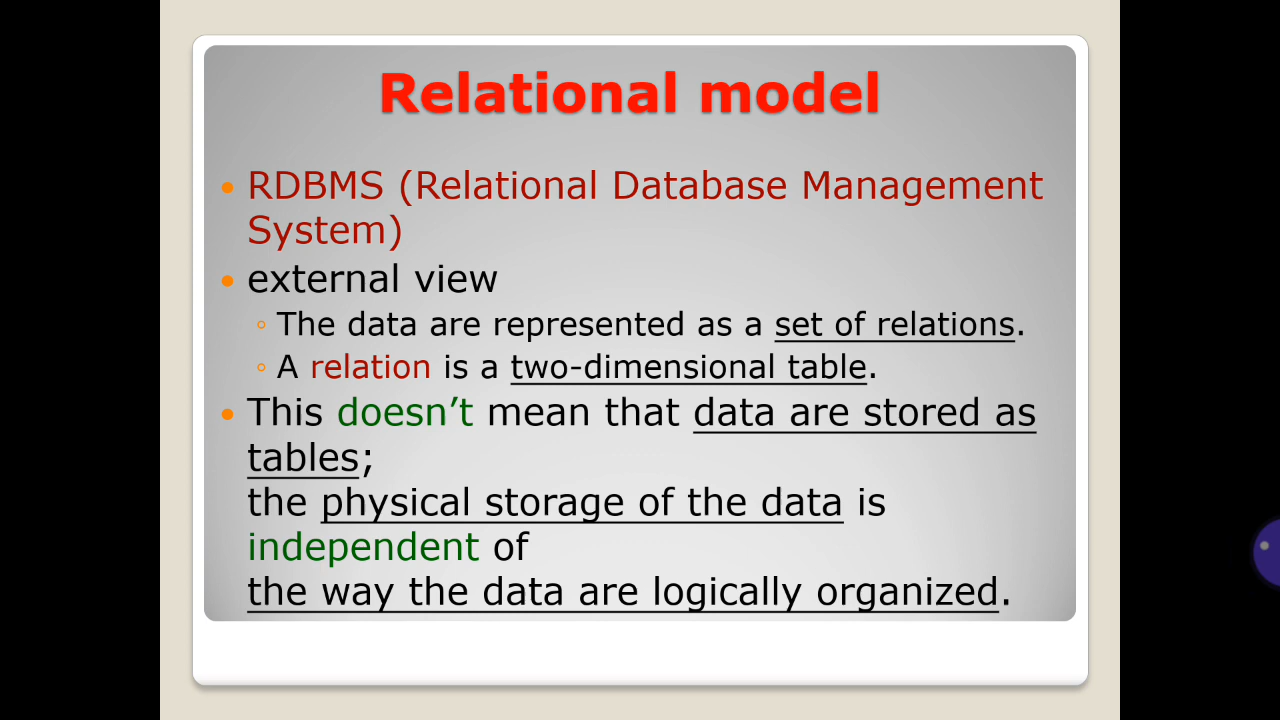 Relational model
RDBMS (Relational Database Management
System)
external view
The data are represented as a set of relations.
A relation is a two-dimensional table.
This doesn’t mean that data are stored as
tables;
the physical storage of the data is
independent of
the way the data are logically organized.